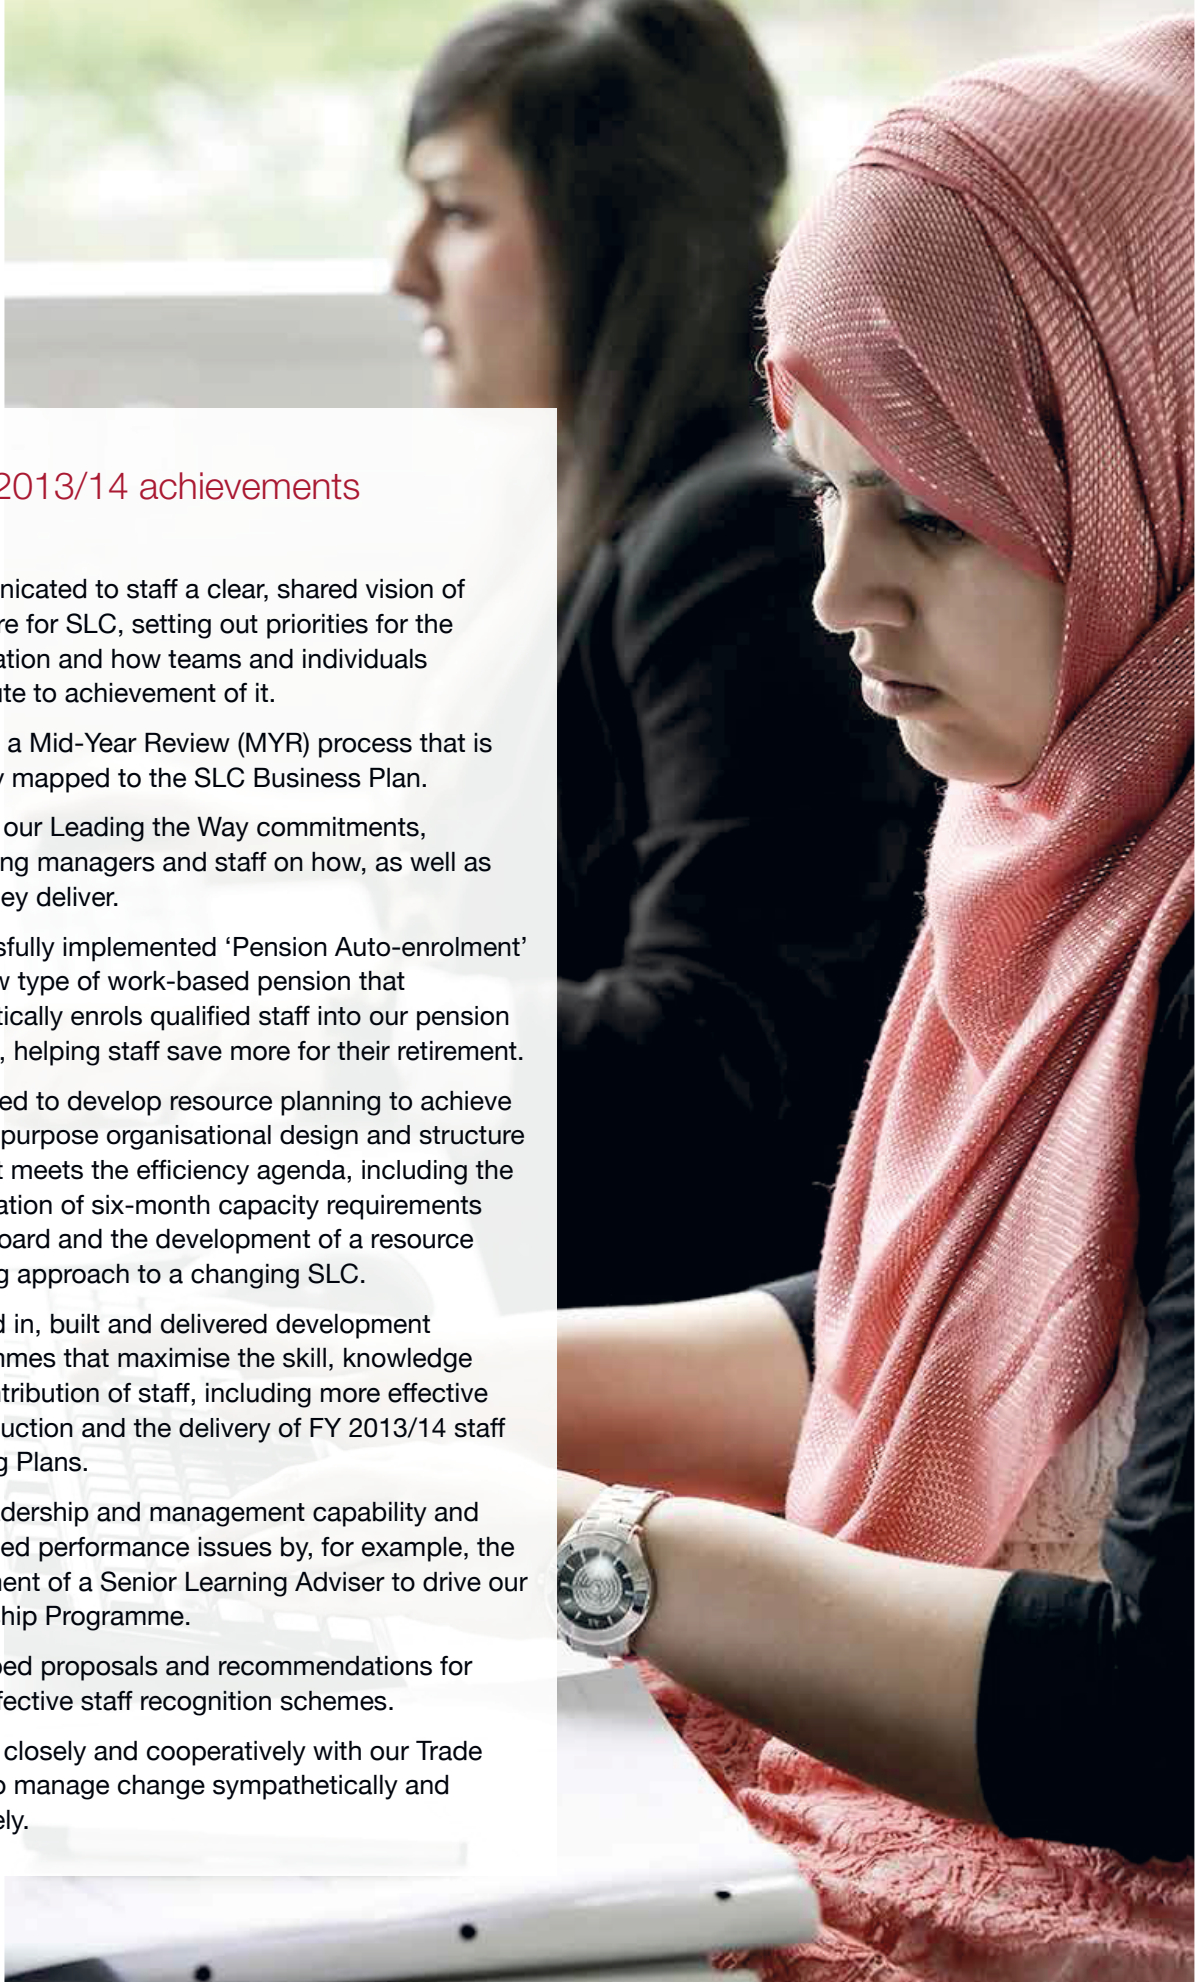 2013/14 achievements
nicated to staff a clear, shared vision of
re for SLC, setting out priorities for the
ation and how teams and individuals
ute to achievement of it.
a Mid-Year Review (MYR) process that is
y mapped to the SLC Business Plan.
our Leading the Way commitments,
ing managers and staff on how, as well as
ey deliver.
sfully implemented ‘Pension Auto-enrolment’
w type of work-based pension that
tically enrols qualified staff into our pension
, helping staff save more for their retirement.
ed to develop resource planning to achieve
purpose organisational design and structure
t meets the efficiency agenda, including the
ation of six-month capacity requirements
oard and the development of a resource
g approach to a changing SLC.
d in, built and delivered development
mmes that maximise the skill, knowledge
ntribution of staff, including more effective
uction and the delivery of FY 2013/14 staff
g Plans.
dership and management capability and
ed performance issues by, for example, the
ment of a Senior Learning Adviser to drive our
hip Programme.
ped proposals and recommendations for
fective staff recognition schemes.
closely and cooperatively with our Trade
o manage change sympathetically and
ely.